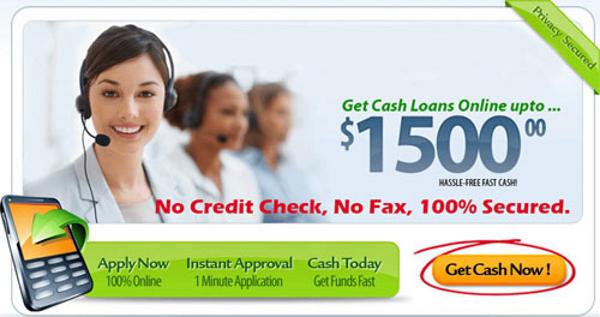 Privacy Secured
Get Cash Loans Online upto ...
$1500 00
HASSLE-FREE FAST CASH!
No Credit Check, No Fax, 100% Secured.
Apply Now Instant Approval Cash Today
100% Online 1 Minute Application Get Funds Fast
Get Cash Now !